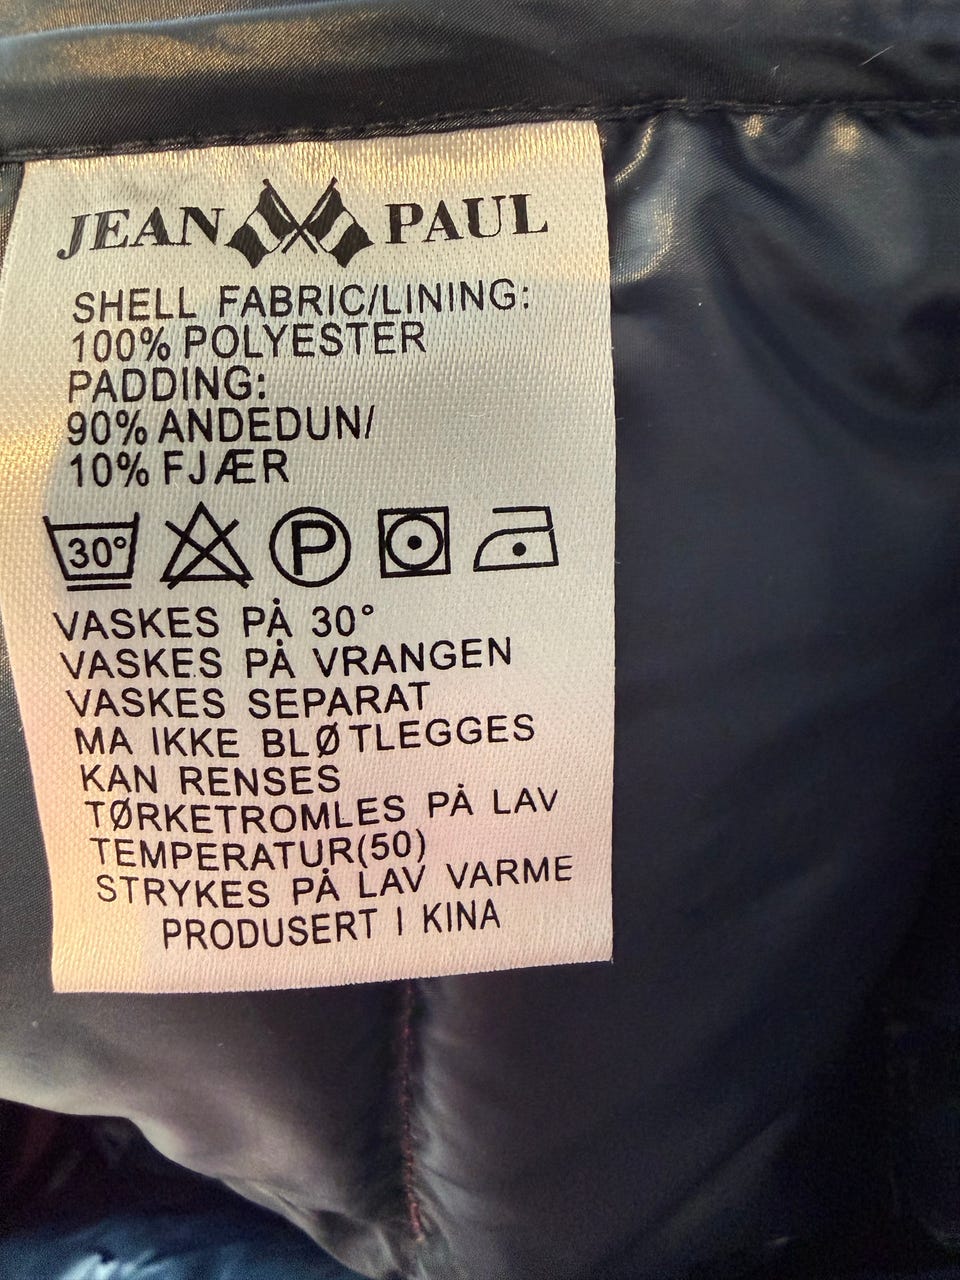 JEAN PAUL
SHELL FABRIC/LINING:
100% POLYESTER
PADDING:
90% ANDEDUN/
10% FJÆR
30° P
VASKES PÅ 30°
VASKES PÅ VRANGEN
VASKES SEPARAT
MA IKKE BLØTLEGGES
KAN RENSES
TØRKETROMLES PÅ LAV
TEMPERATUR(50)
STRYKES PÅ LAV VARME
PRODUSERT I KINA